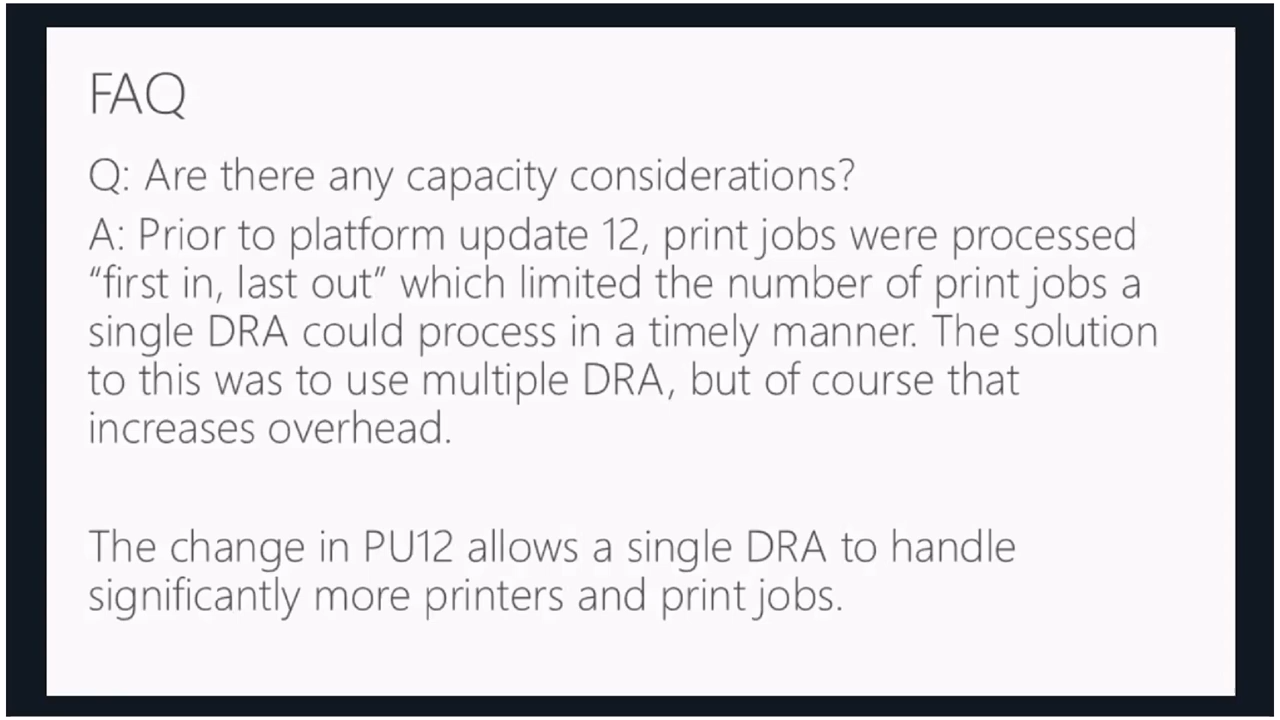 FAQ
Q: Are there any capacity considerations?
A: Prior to platform update 12, print jobs were processed
“first in, last out” which limited the number of print jobs a
single DRA could process in a timely manner. The solution
to this was to use multiple DRA, but of course that
increases overhead.
The change in PU12 allows a single DRA to handle
significantly more printers and print jobs.